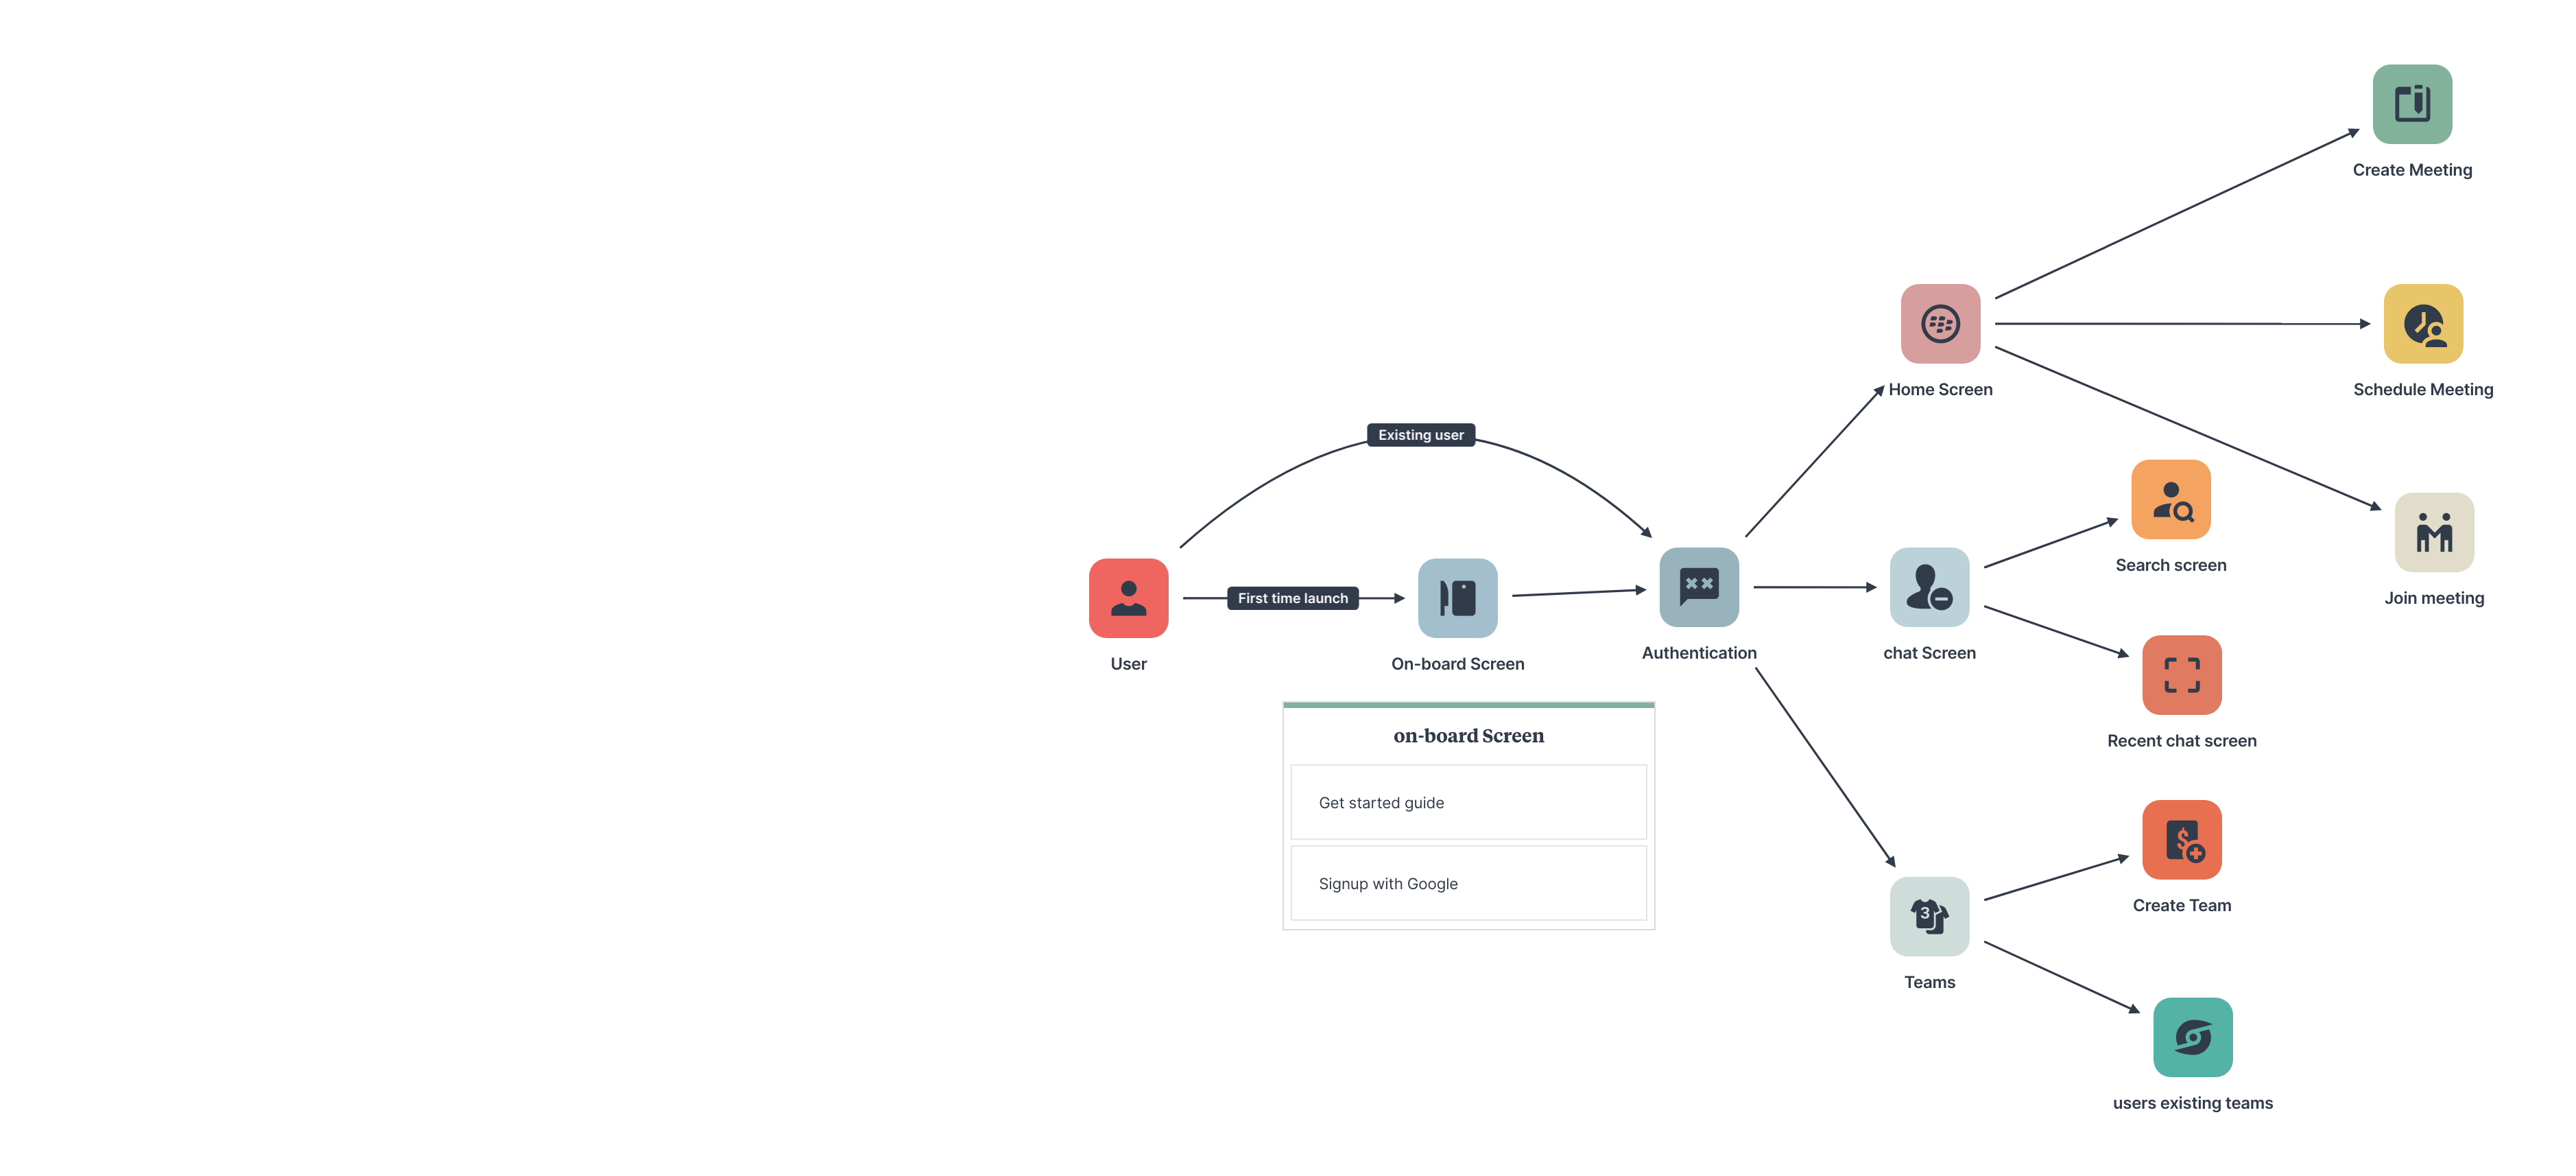 Create Meeting
Home Screen
Schedule Meeting
Existing user
Search screen
Join meeting
First time launch
User
On-board Screen
Authentication
chat Screen
Recent chat screen
on-board Screen
Get started guide
Signup with Google
3
Teams
$
Create Team
users existing teams